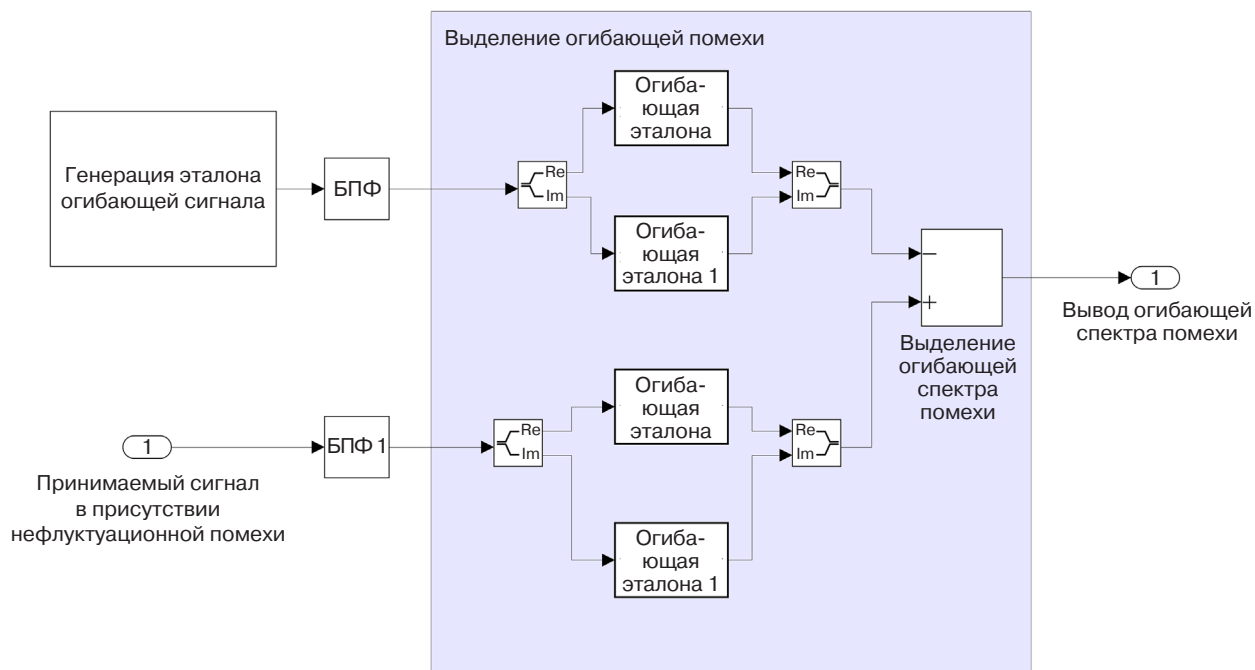 Выделение огибающей помехи
Огиба-
ющая
эталона
Генерация эталона
огибающей сигнала
БПФ
Re
Im
Re
Im
Огиба-
ющая
эталона 1
−
+
1
Вывод огибающей
спектра помехи
Выделение
огибающей
спектра
помехи
Огиба-
ющая
эталона
1
БПФ 1
Re
Im
Re
Im
Принимаемый сигнал
в присутствии
нефлуктуационной помехи
Огиба-
ющая
эталона 1